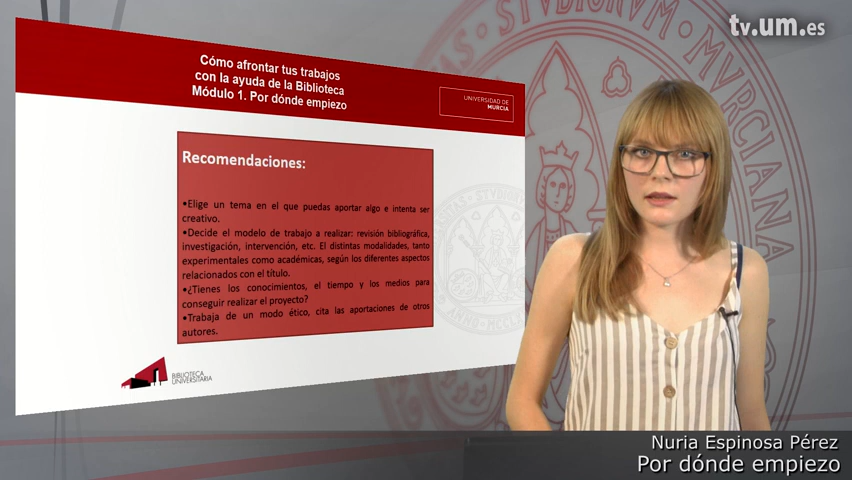 tv.um.es
Cómo afrontar tus trabajos
con la ayuda de la Biblioteca
Módulo 1. Por dónde empiezo
UNIVERSIDAD DE
MURCIA
Recomendaciones:
•Elige un tema en el que puedas aportar algo e intenta ser
creativo.
•Decide el modelo de trabajo a realizar: revisión bibliográfica,
investigación, intervención, etc. El distintas modalidades, tanto
experimentales como académicas, según los diferentes aspectos
relacionados con el título.
•¿Tienes los conocimientos, el tiempo y los medios para
conseguir realizar el proyecto?
•Trabaja de un modo ético, cita las aportaciones de otros
autores.
BIBLIOTECA
UNIVERSITARIA
Nuria Espinosa Pérez
Por dónde empiezo